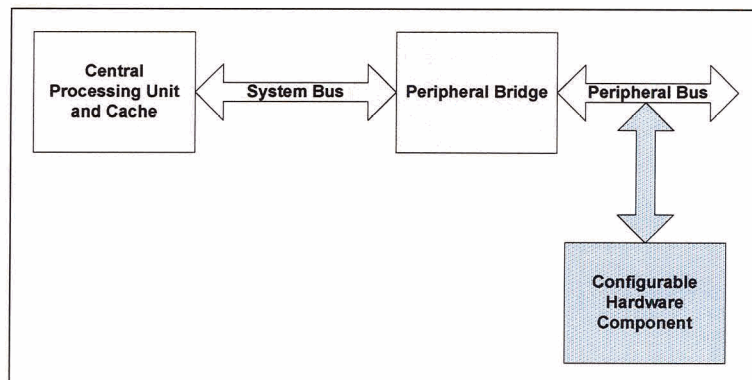 Central
Processing Unit
and Cache
System Bus
Peripheral Bridge
Peripheral Bus
Configurable
Hardware
Component